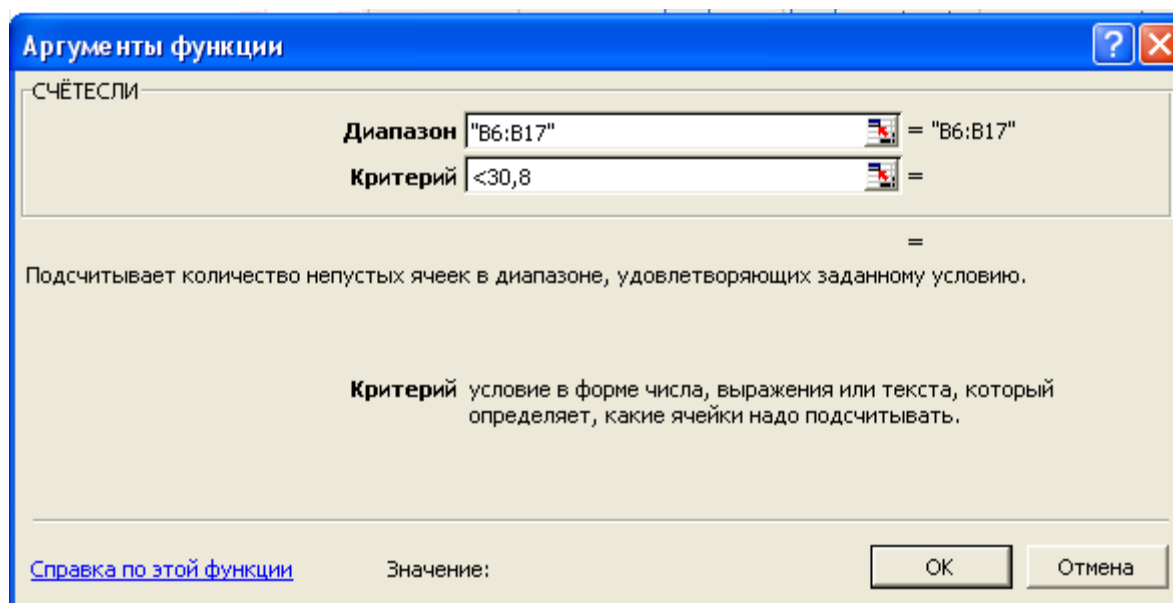 Аргументы функции
СЧЁТЕСЛИ
Диапазон "B6:B17" = "B6:B17"
Критерий <30,8 =
=
Подсчитывает количество непустых ячеек в диапазоне, удовлетворяющих заданному условию.
Критерий условие в форме числа, выражения или текста, который
определяет, какие ячейки надо подсчитывать.
Справка по этой функции Значение: ОК Отмена